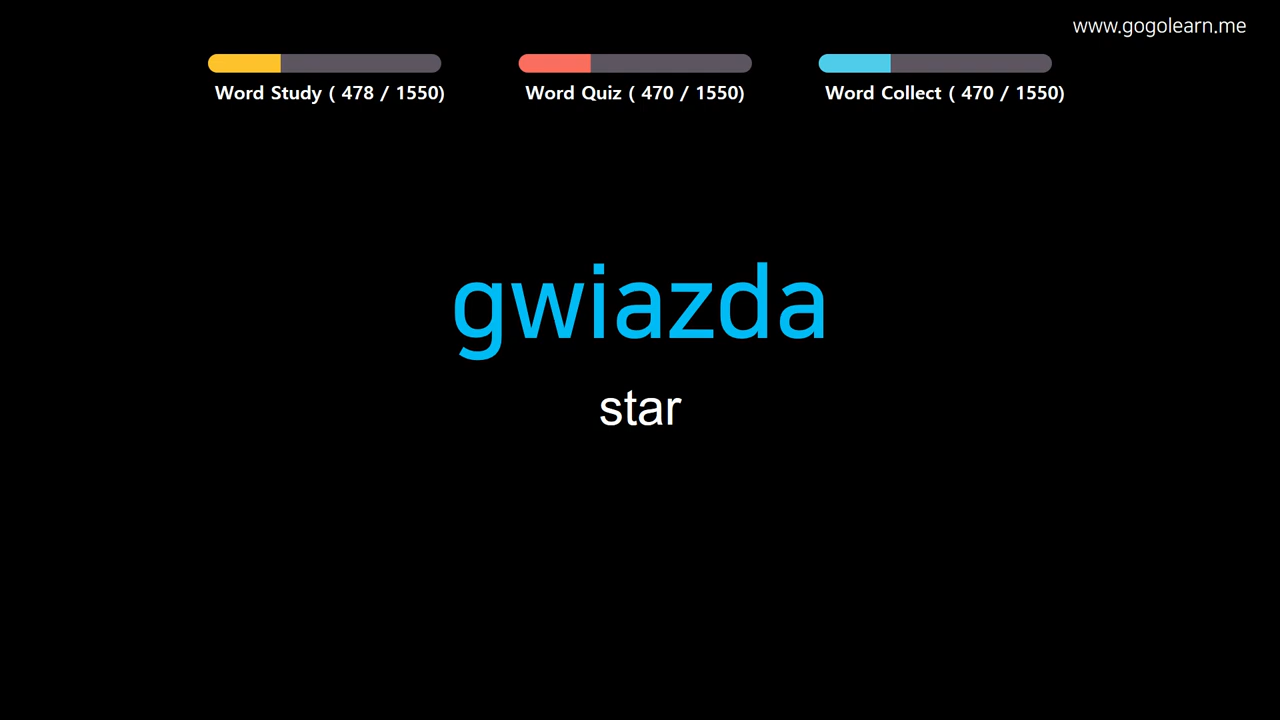 www.gogolearn.me
Word Study ( 478 / 1550)
Word Quiz ( 470 / 1550)
Word Collect ( 470 / 1550)
gwiazda
star